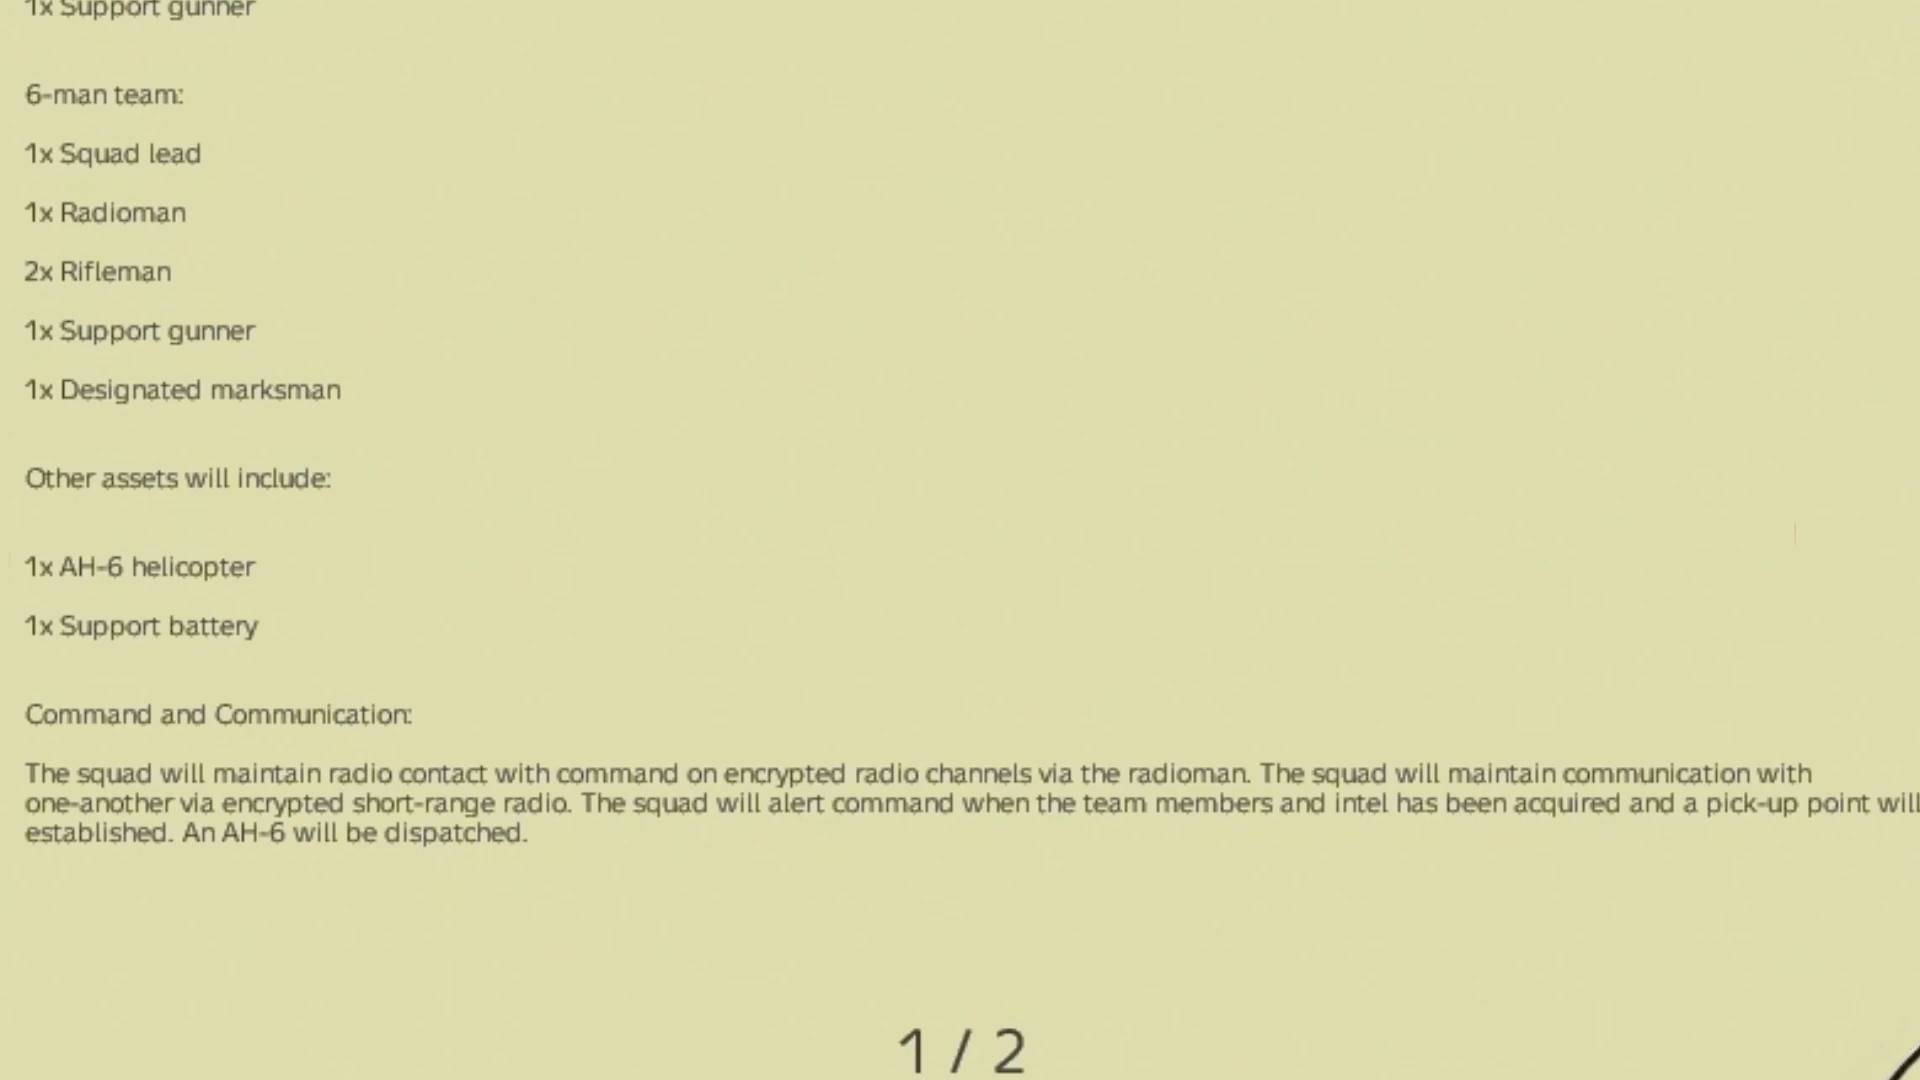 1x Support gunner
6-man team:
1x Squad lead
1x Radioman
2x Rifleman
1x Support gunner
1x Designated marksman
Other assets will include:
1x AH-6 helicopter
1x Support battery
Command and Communication:
The squad will maintain radio contact with command on encrypted radio channels via the radioman. The squad will maintain communication with
one-another via encrypted short-range radio. The squad will alert command when the team members and intel has been acquired and a pick-up point will
established. An AH-6 will be dispatched.
1 / 2